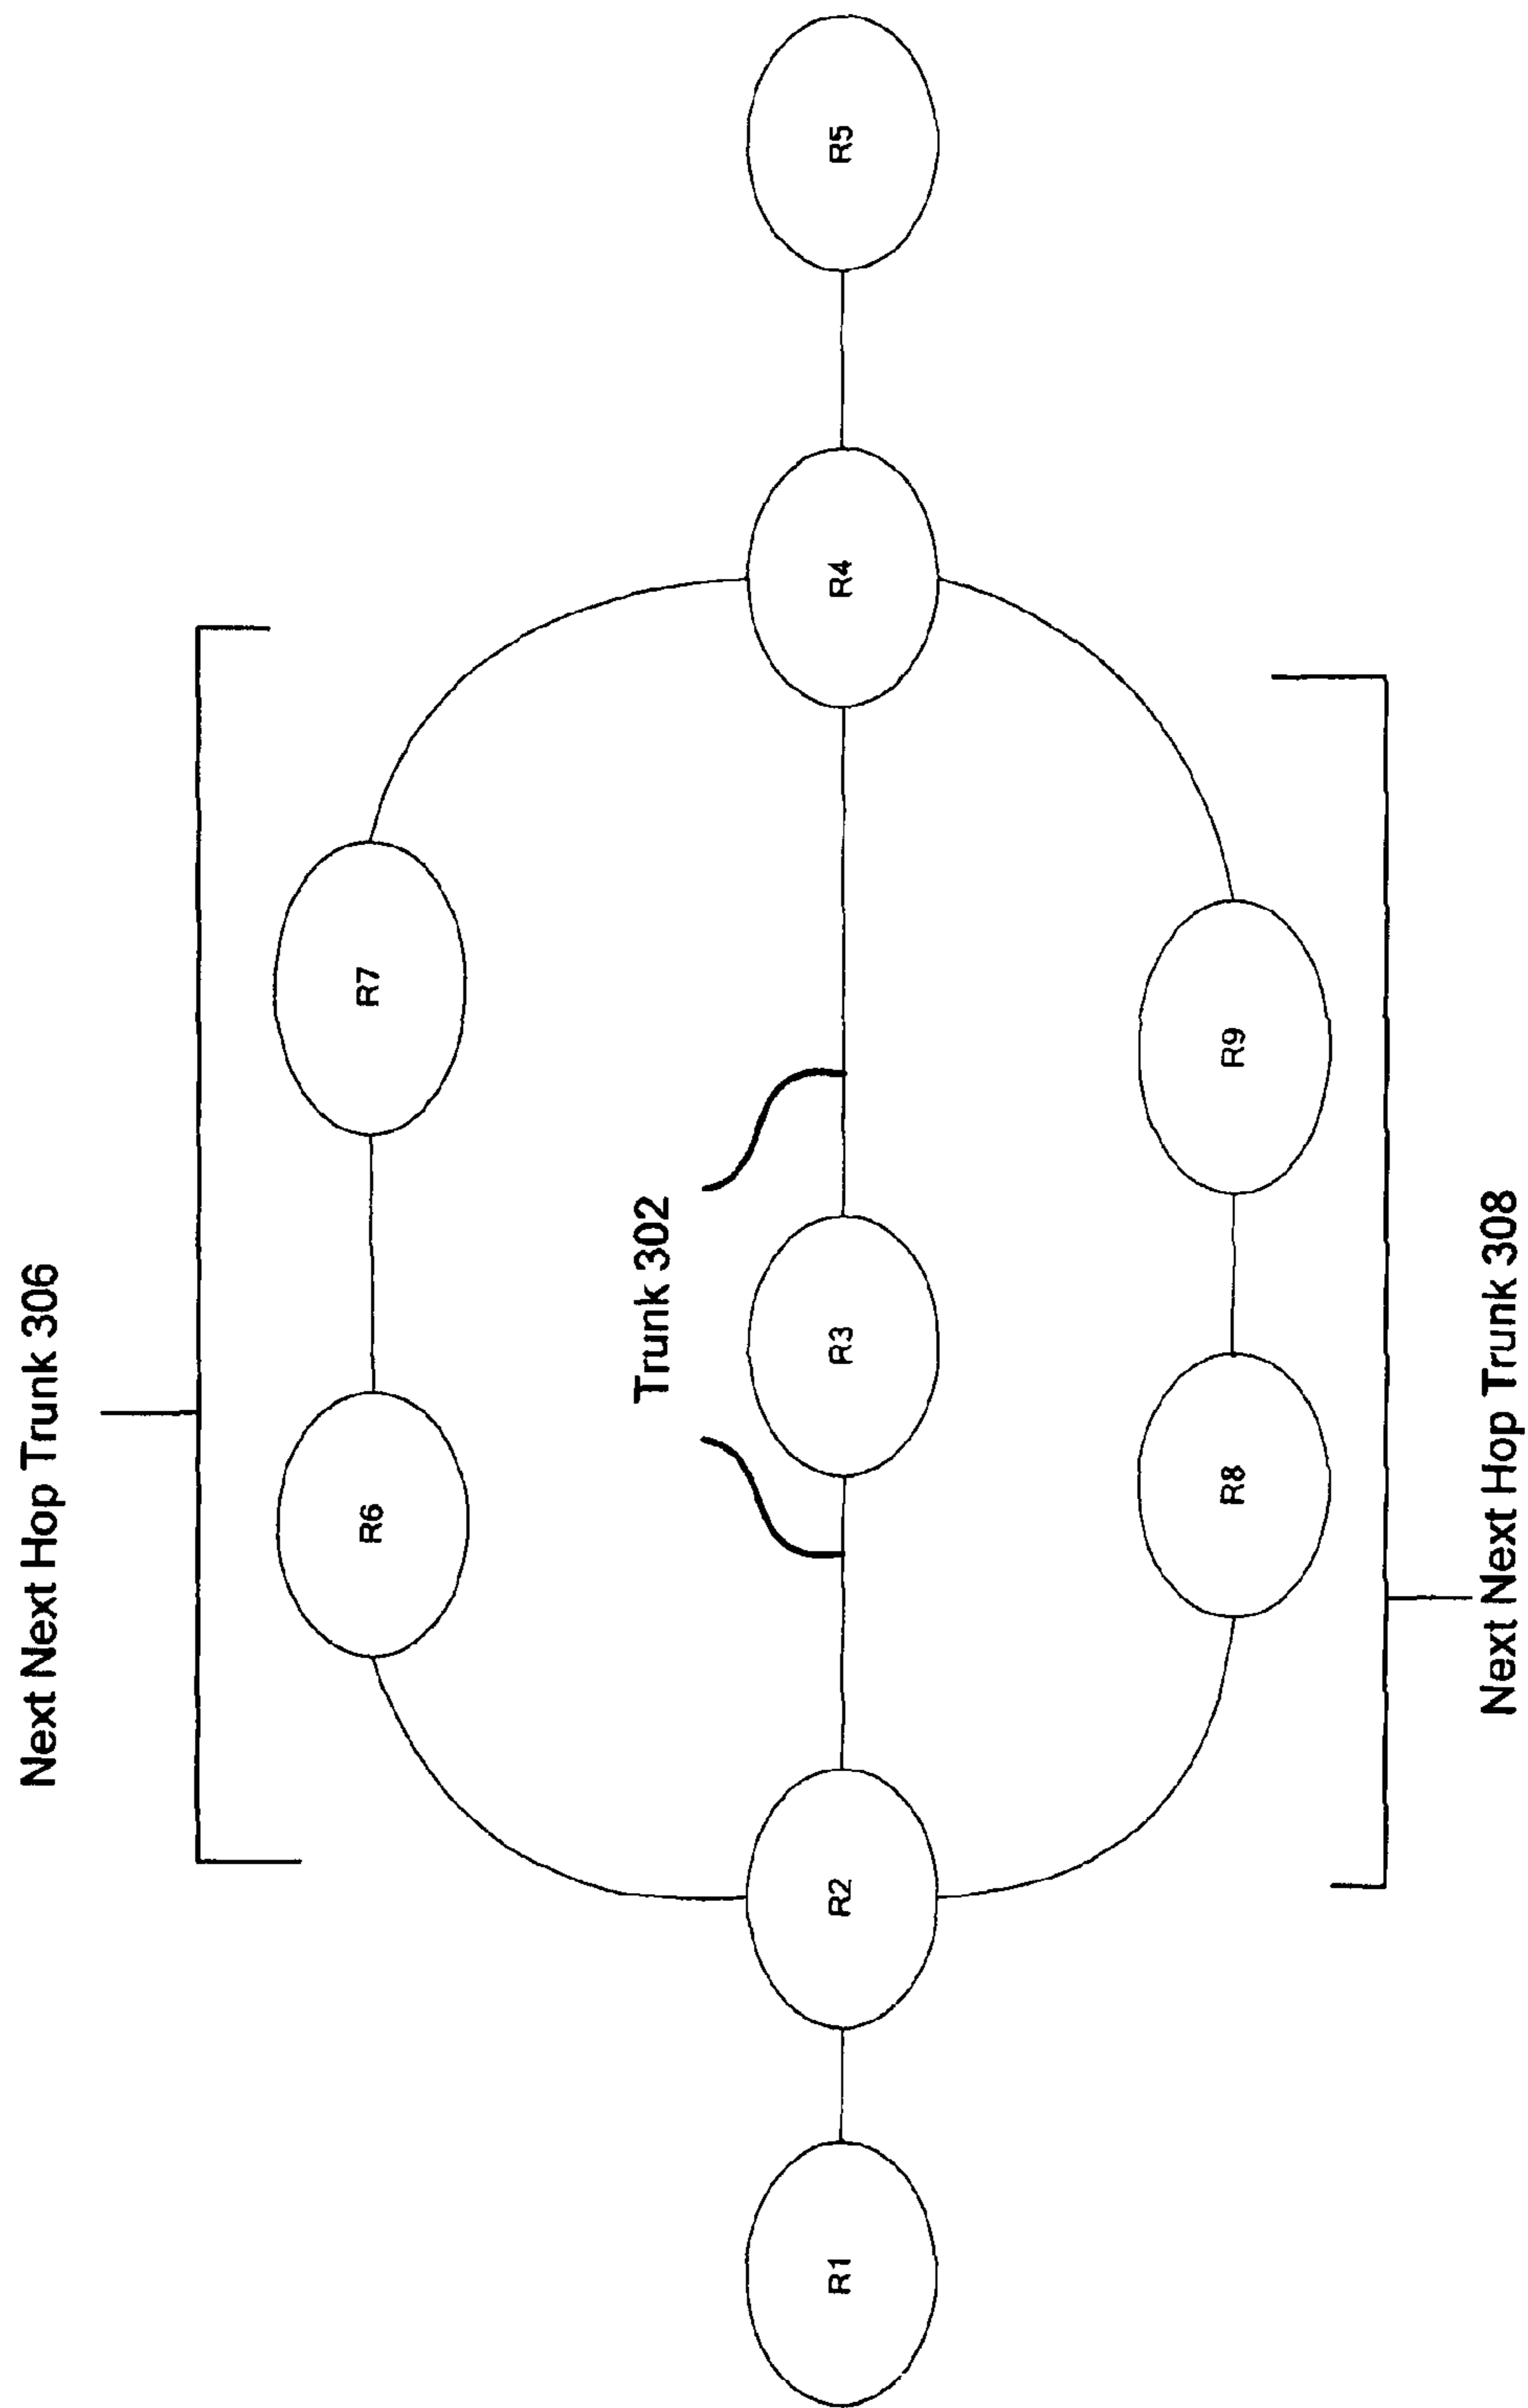 Next Next Hop Trunk 306
R6
R7
Trunk 302
R1
R2
R3
R4
R5
R8
R9
Next Next Hop Trunk 308